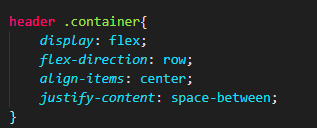 header .container{
    display: flex;
    flex-direction: row;
    align-items: center;
    justify-content: space-between;
}